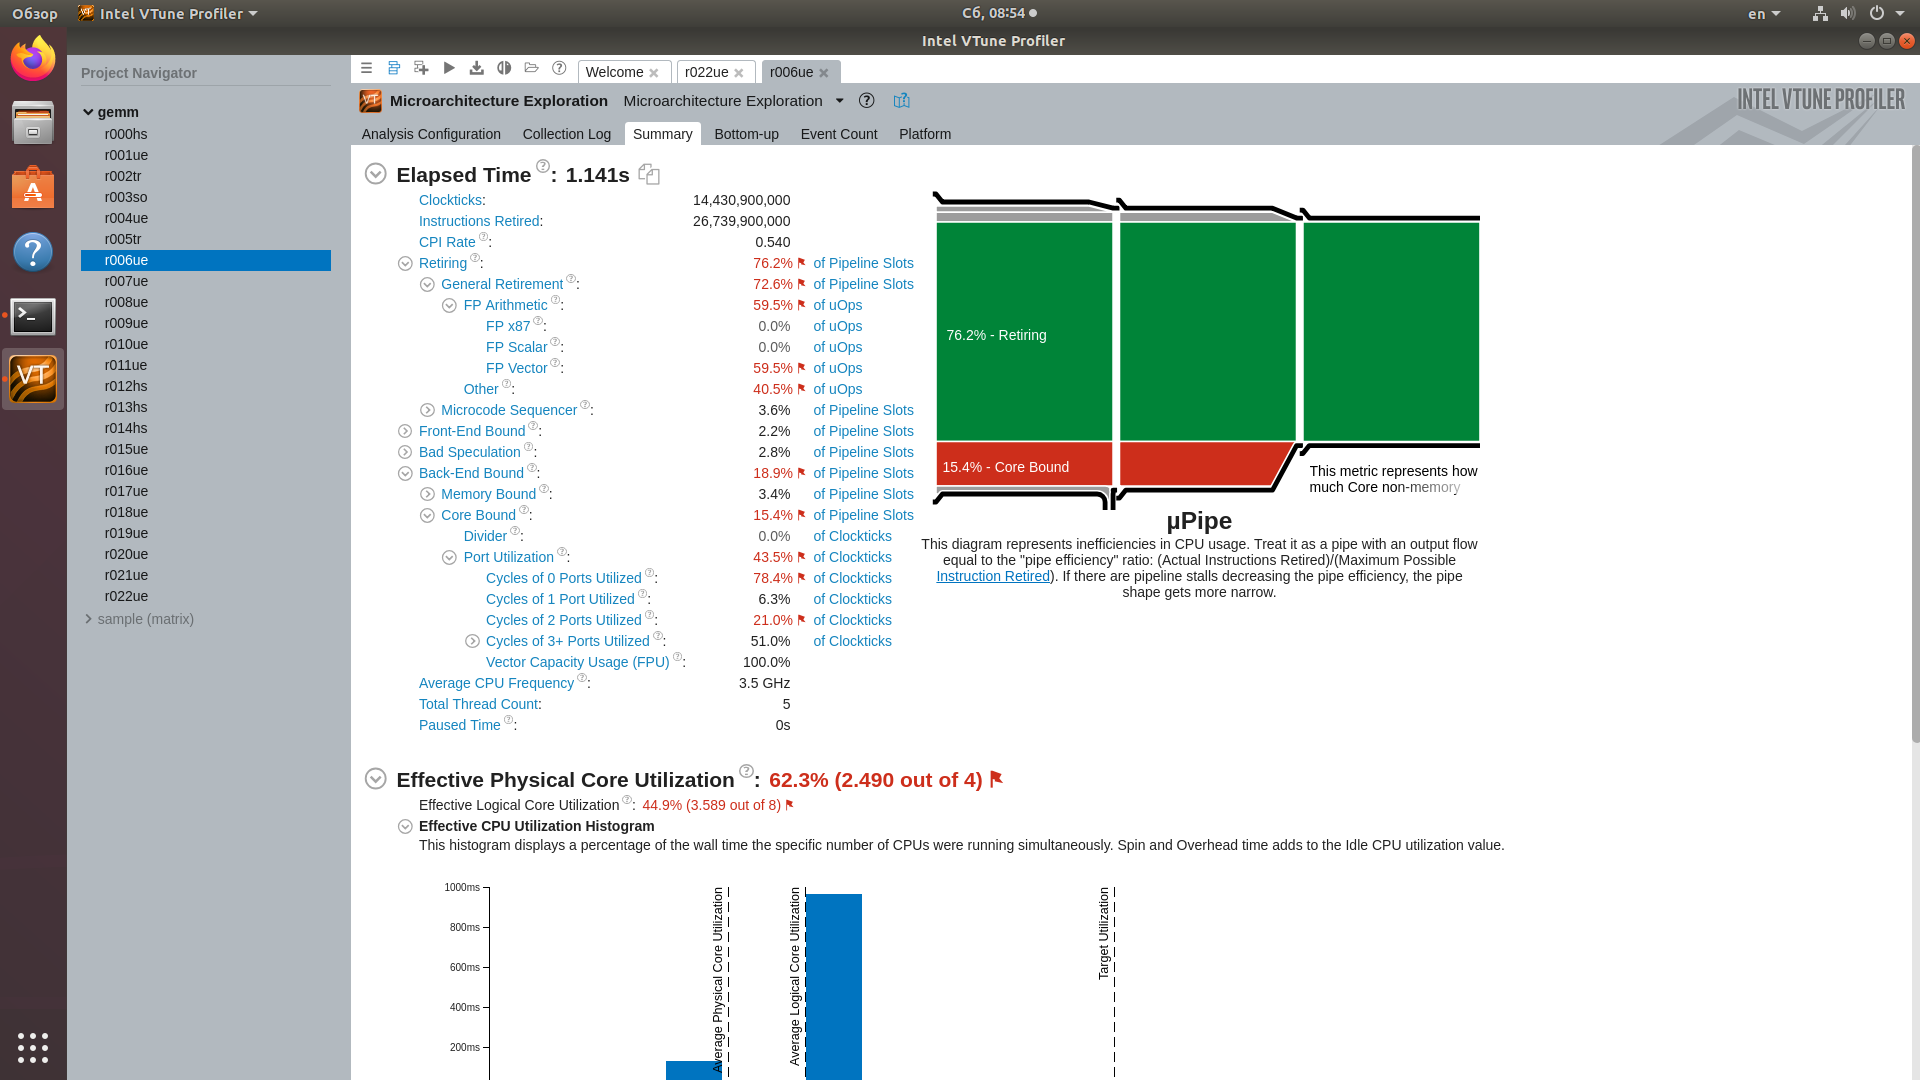 Обзор Intel VTune Profiler Сб, 08:54 en
Intel VTune Profiler
Project Navigator
gemm
r000hs
r001ue
r002tr
r003so
r004ue
r005tr
r006ue
r007ue
r008ue
r009ue
r010ue
r011ue
r012hs
r013hs
r014hs
r015ue
r016ue
r017ue
r018ue
r019ue
r020ue
r021ue
r022ue
sample (matrix)
Welcome r022ue r006ue
Microarchitecture Exploration Microarchitecture Exploration INTEL VTUNE PROFILER
Analysis Configuration Collection Log Summary Bottom-up Event Count Platform
Elapsed Time: 1.141s
Clockticks: 14,430,900,000
Instructions Retired: 26,739,900,000
CPI Rate: 0.540
Retiring: 76.2% of Pipeline Slots
General Retirement: 72.6% of Pipeline Slots
FP Arithmetic: 59.5% of uOps
FP x87: 0.0% of uOps
FP Scalar: 0.0% of uOps
FP Vector: 59.5% of uOps
Other: 40.5% of uOps
Microcode Sequencer: 3.6% of Pipeline Slots
Front-End Bound: 2.2% of Pipeline Slots
Bad Speculation: 2.8% of Pipeline Slots
Back-End Bound: 18.9% of Pipeline Slots
Memory Bound: 3.4% of Pipeline Slots
Core Bound: 15.4% of Pipeline Slots
Divider: 0.0% of Clockticks
Port Utilization: 43.5% of Clockticks
Cycles of 0 Ports Utilized: 78.4% of Clockticks
Cycles of 1 Port Utilized: 6.3% of Clockticks
Cycles of 2 Ports Utilized: 21.0% of Clockticks
Cycles of 3+ Ports Utilized: 51.0% of Clockticks
Vector Capacity Usage (FPU): 100.0%
Average CPU Frequency: 3.5 GHz
Total Thread Count: 5
Paused Time: 0s
76.2% - Retiring
15.4% - Core Bound
This metric represents how
much Core non-memory
µPipe
This diagram represents inefficiencies in CPU usage. Treat it as a pipe with an output flow
equal to the "pipe efficiency" ratio: (Actual Instructions Retired)/(Maximum Possible
Instruction Retired). If there are pipeline stalls decreasing the pipe efficiency, the pipe
shape gets more narrow.
Effective Physical Core Utilization: 62.3% (2.490 out of 4)
Effective Logical Core Utilization: 44.9% (3.589 out of 8)
Effective CPU Utilization Histogram
This histogram displays a percentage of the wall time the specific number of CPUs were running simultaneously. Spin and Overhead time adds to the Idle CPU utilization value.
1000ms
800ms
600ms
400ms
200ms
Average Physical Core Utilization
Average Logical Core Utilization
Target Utilization